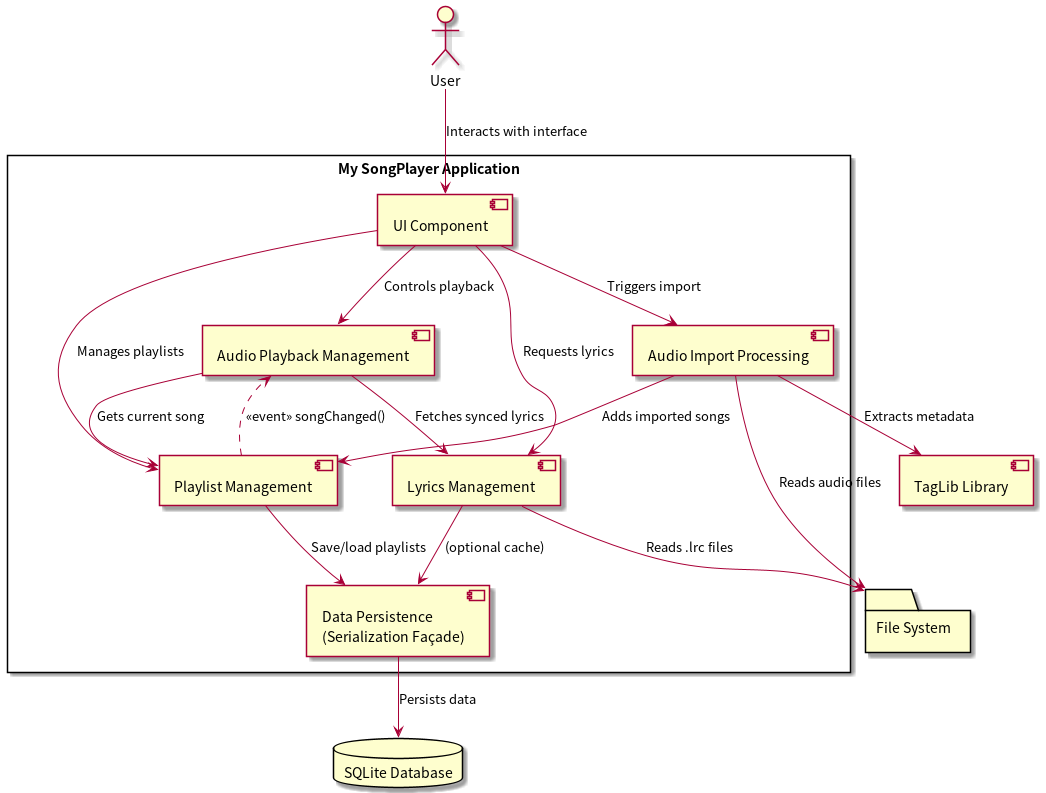 User
Interacts with interface
My SongPlayer Application
UI Component
Controls playback
Triggers import
Manages playlists
Audio Playback Management
Requests lyrics
Audio Import Processing
Gets current song
«event» songChanged()
Fetches synced lyrics
Adds imported songs
Extracts metadata
Playlist Management
Lyrics Management
Reads audio files
TagLib Library
Save/load playlists
(optional cache)
Reads .lrc files
Data Persistence
(Serialization Façade)
File System
Persists data
SQLite Database